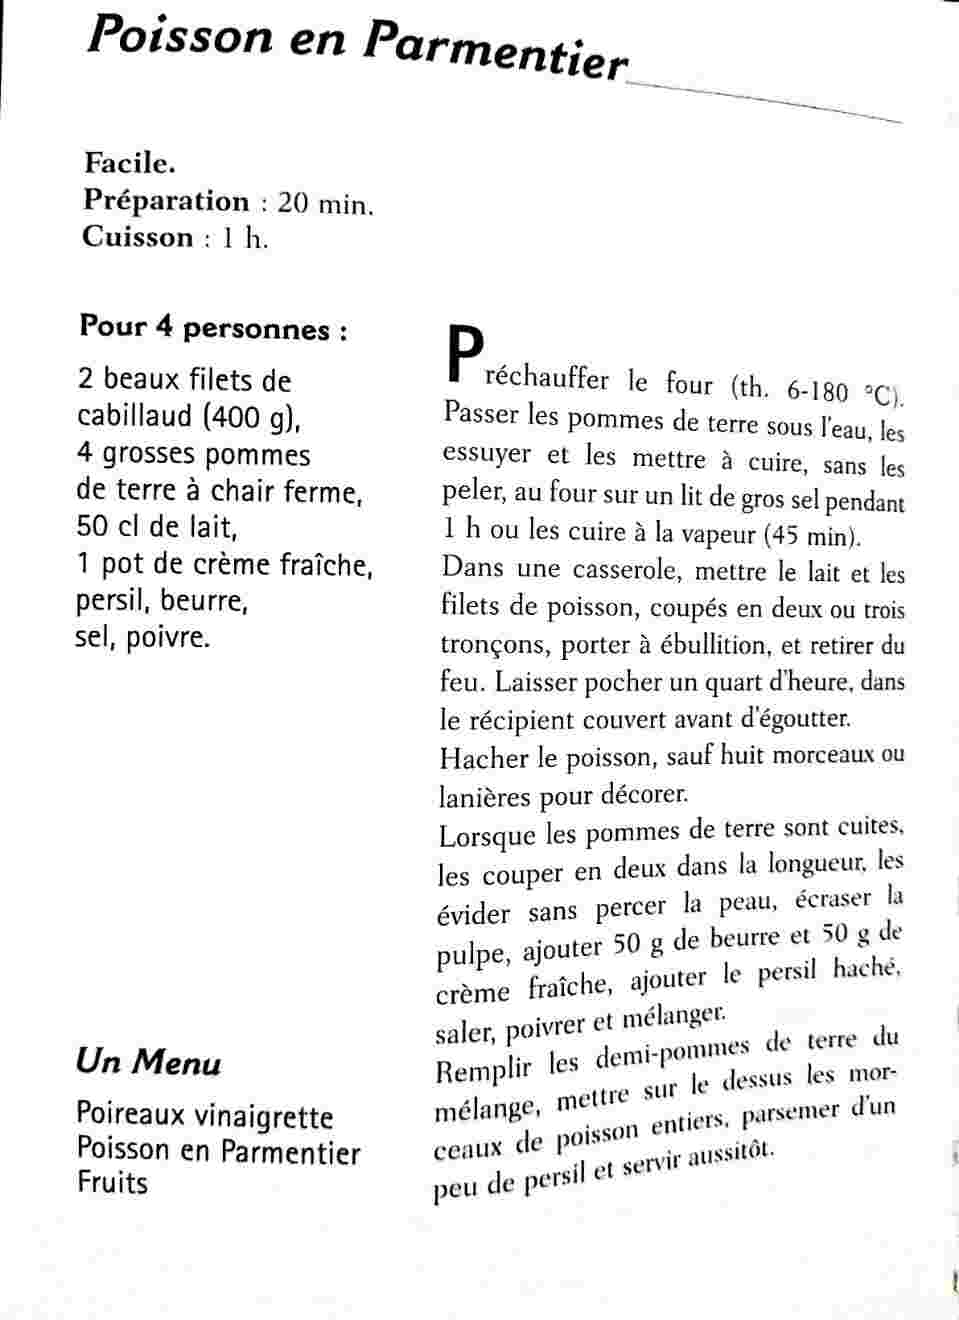 Poisson en Parmentier
Facile.
Préparation : 20 min.
Cuisson : 1 h.
Pour 4 personnes :
2 beaux filets de
cabillaud (400 g),
4 grosses pommes
de terre à chair ferme,
50 cl de lait,
1 pot de crème fraîche,
persil, beurre,
sel, poivre.
Préchauffer le four (th. 6-180 °C).
Passer les pommes de terre sous l'eau, les
essuyer et les mettre à cuire, sans les
peler, au four sur un lit de gros sel pendant
1 h ou les cuire à la vapeur (45 min).
Dans une casserole, mettre le lait et les
filets de poisson, coupés en deux ou trois
tronçons, porter à ébullition, et retirer du
feu. Laisser pocher un quart d'heure, dans
le récipient couvert avant d'égoutter.
Hacher le poisson, sauf huit morceaux ou
lanières pour décorer.
Lorsque les pommes de terre sont cuites,
les couper en deux dans la longueur, les
évider sans percer la peau, écraser la
pulpe, ajouter 50 g de beurre et 50 g de
crème fraîche, ajouter le persil haché,
saler, poivrer et mélanger.
Remplir les demi-pommes de terre du
mélange, mettre sur le dessus les mor-
ceaux de poisson entiers, parsemer d'un
peu de persil et servir aussitôt.
Un Menu
Poireaux vinaigrette
Poisson en Parmentier
Fruits